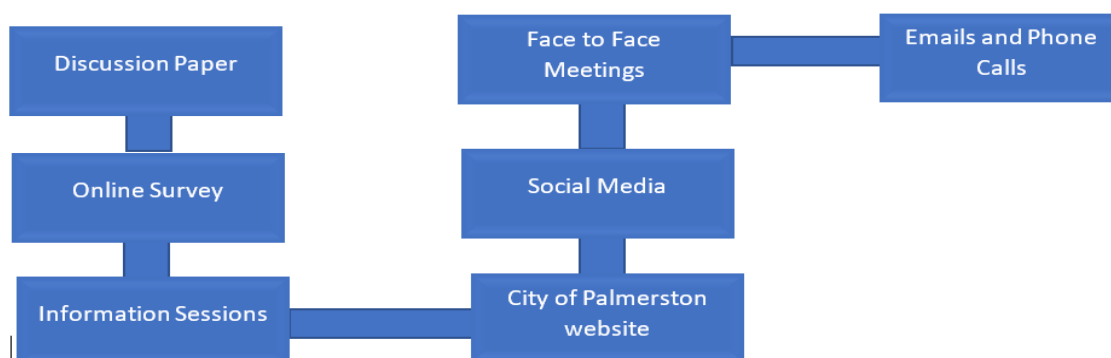 Discussion Paper
Online Survey
Information Sessions
City of Palmerston
website
Social Media
Face to Face
Meetings
Emails and Phone
Calls